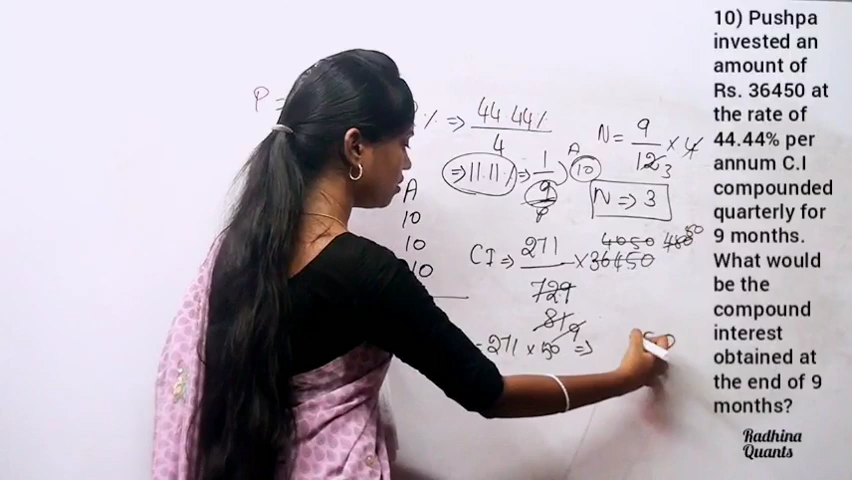 P =
% => 44.44% / 4
=> 11.11% => 1 / 9
P
A
10
N = 9 / 12 3 × 4
N => 3
A
10
10
10
CI => 271 / 729 × 36450
4050 450 50
81 9
= 271 × 50 =>
50
10) Pushpa
invested an
amount of
Rs. 36450 at
the rate of
44.44% per
annum C.I
compounded
quarterly for
9 months.
What would
be the
compound
interest
obtained at
the end of 9
months?
Radhina
Quants